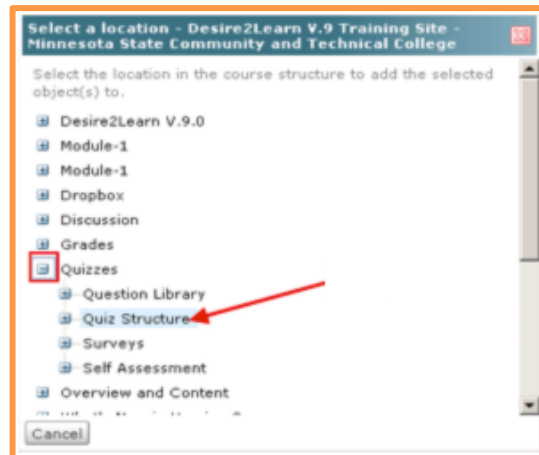 Select a location - Desire2Learn V.9 Training Site -
Minnesota State Community and Technical College
Select the location in the course structure to add the selected
object(s) to.
Desire2Learn V.9.0
Module-1
Module-1
Dropbox
Discussion
Grades
Quizzes
Question Library
Quiz Structure
Surveys
Self Assessment
Overview and Content
Cancel